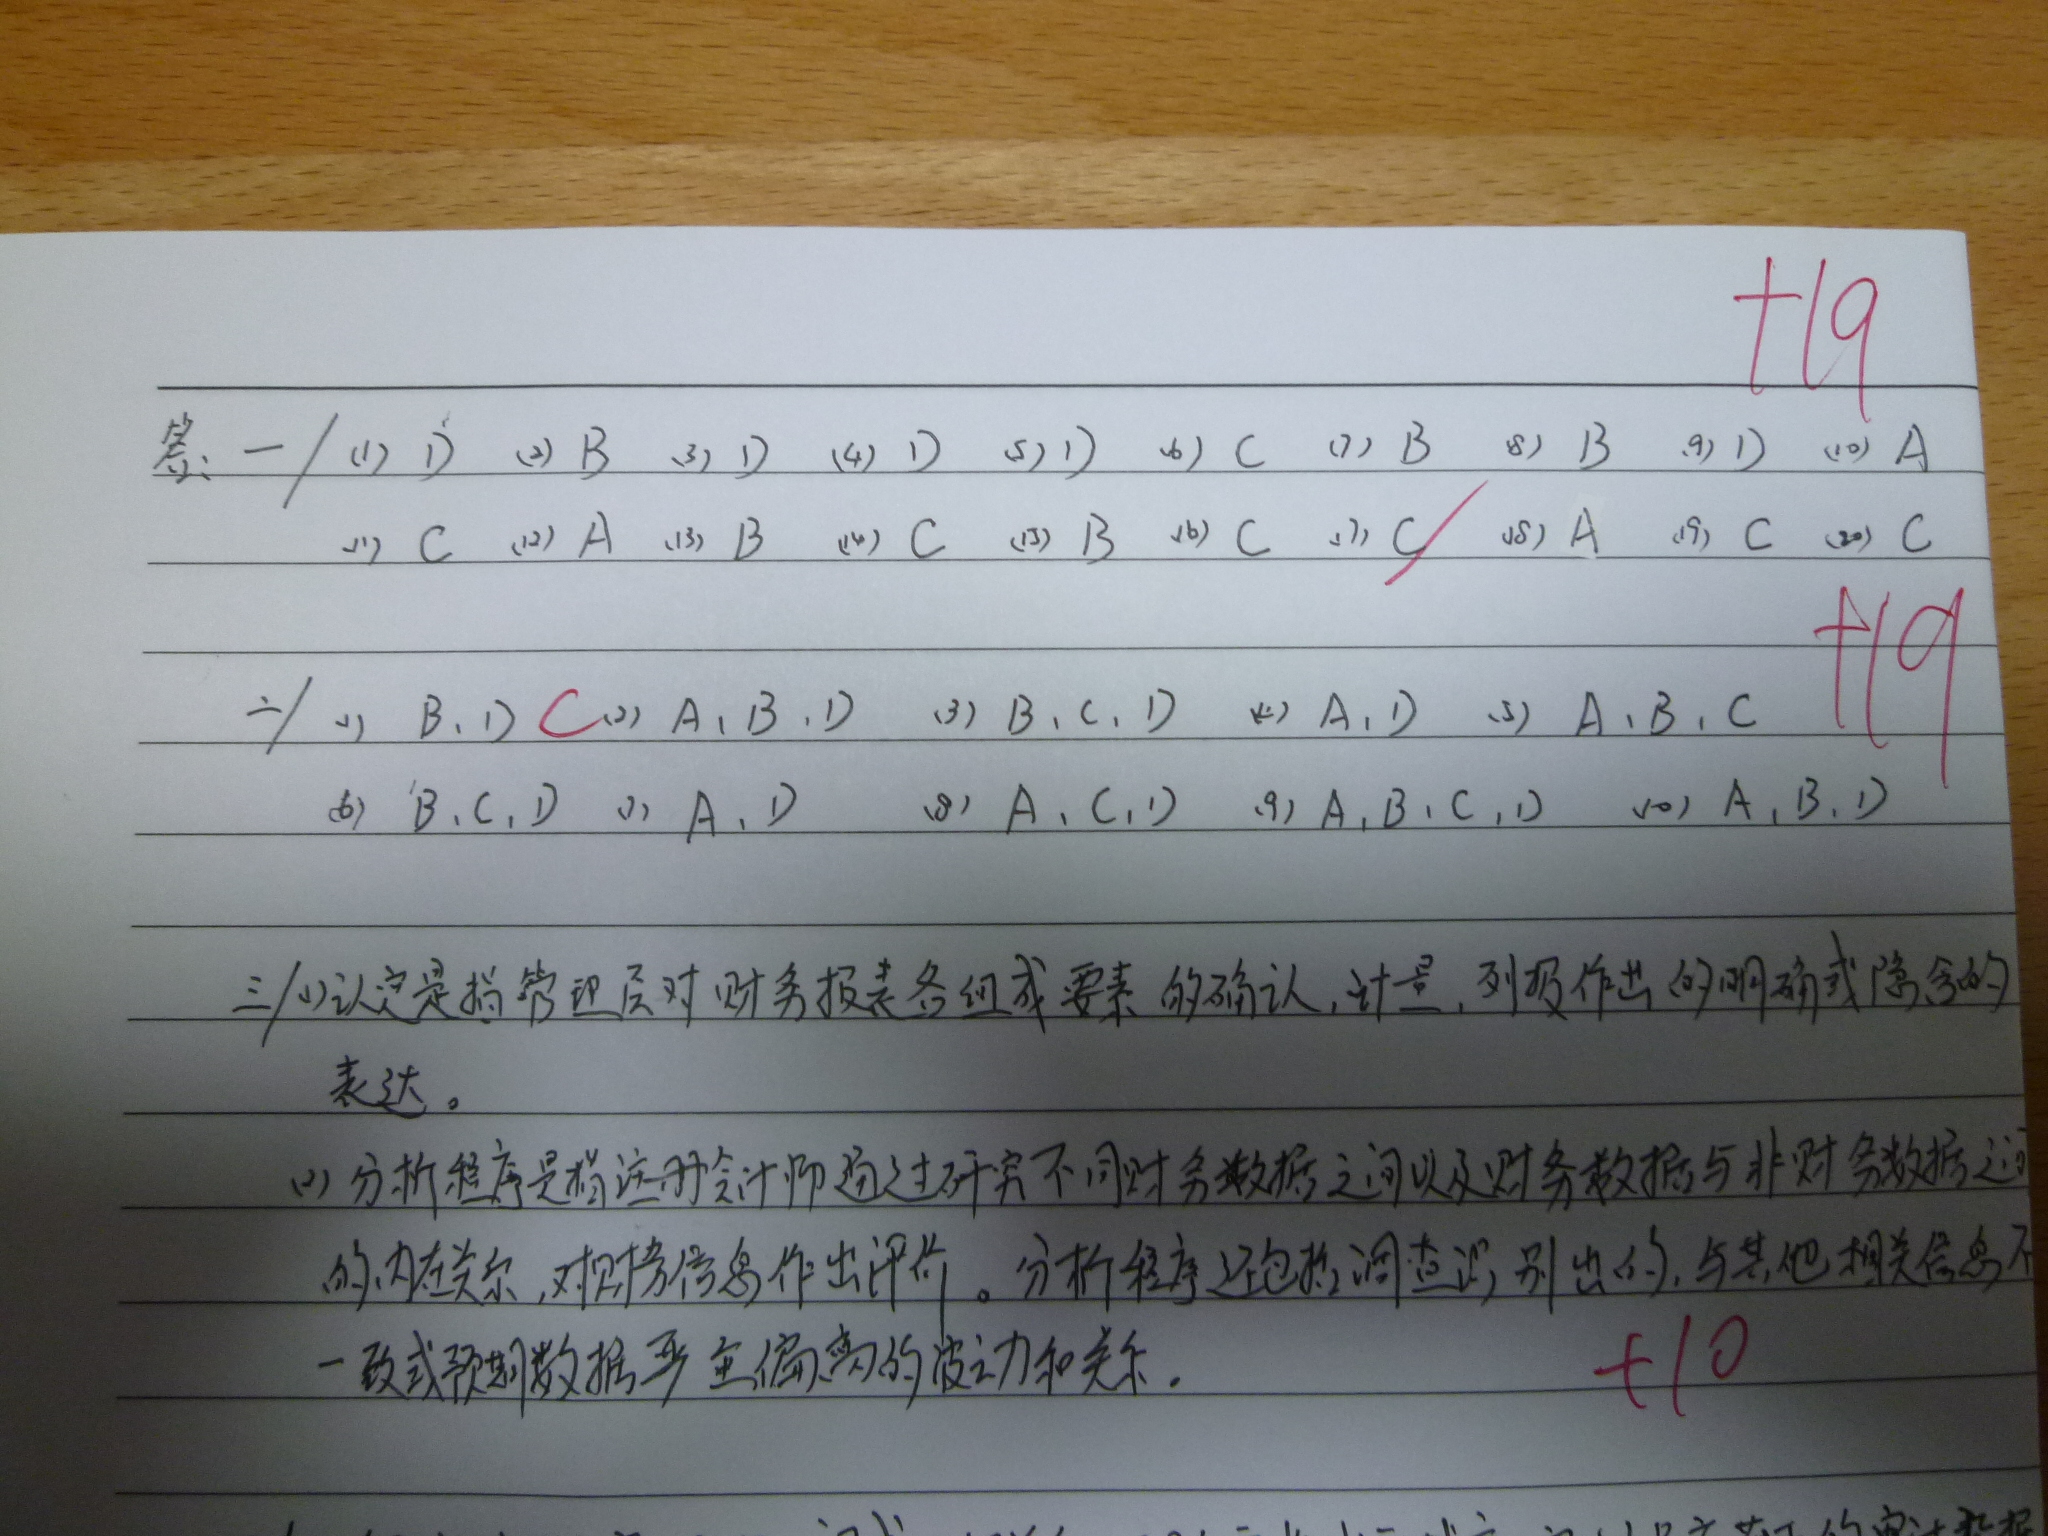 +19
答: 一/ (1) D (2) B (3) D (4) D (5) D (6) C (7) B (8) B (9) D (10) A
(11) C (12) A (13) B (14) C (15) B (16) C (17) C (18) A (19) C (20) C
+19
二/ (1) B、D C (2) A、B、D (3) B、C、D (4) A、D (5) A、B、C
(6) B、C、D (7) A、D (8) A、C、D (9) A、B、C、D (10) A、B、D
三/ (1) 认定是指管理层对财务报表各组成要素的确认,计量,列报作出的明确或隐含的
表达。
(2) 分析程序是指注册会计师通过研究不同财务数据之间以及财务数据与非财务数据之间
的内在关系,对财务信息作出评价。分析程序还包括调查识别出的,与其他相关信息不
一致或预期数据严重偏离的波动和关系。
+10